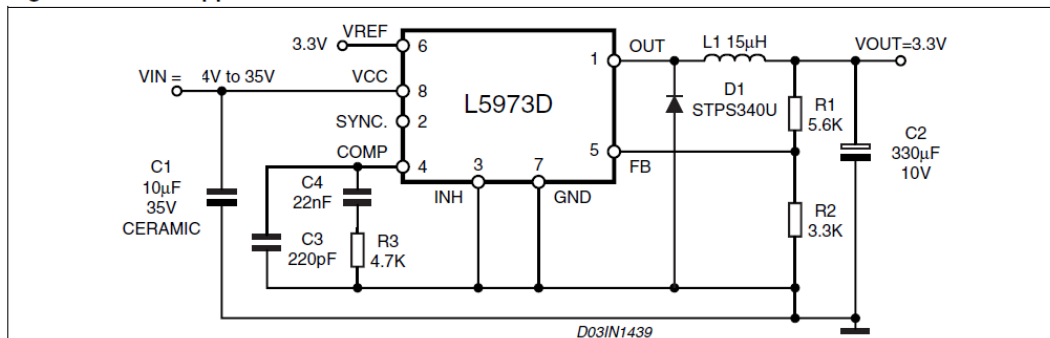 VREF
3.3V
6
VIN = 4V to 35V
VCC
8
SYNC.
2
COMP
4
L5973D
3
INH
7
GND
1
OUT
L1 15μH
VOUT=3.3V
D1
STPS340U
R1
5.6K
5
FB
C2
330μF
10V
R2
3.3K
C1
10μF
35V
CERAMIC
C4
22nF
C3
220pF
R3
4.7K
D03IN1439